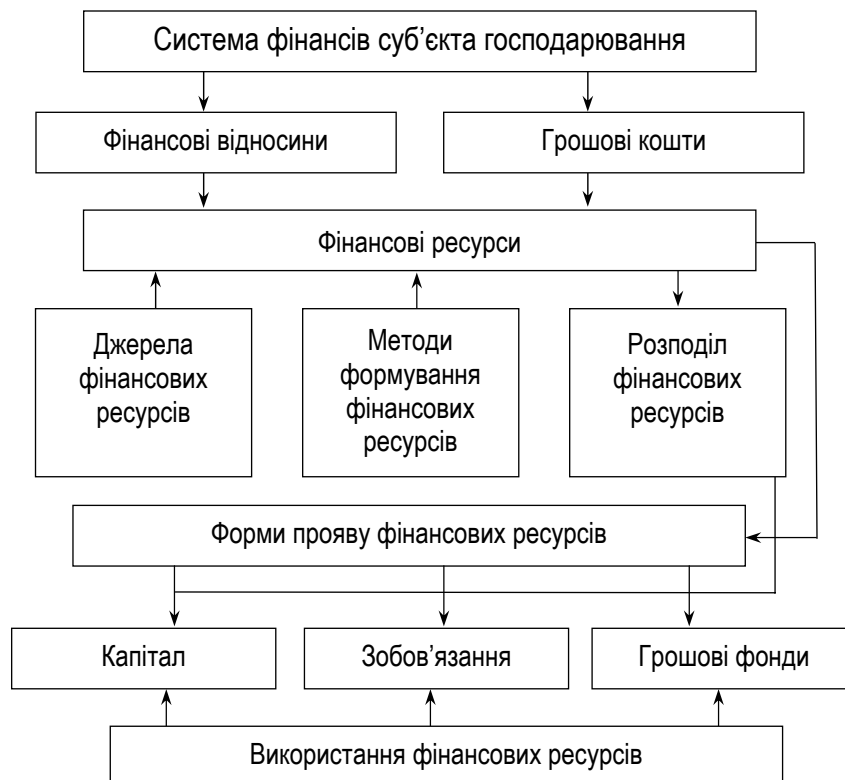 Система фінансів суб’єкта господарювання
Фінансові відносини
Грошові кошти
Фінансові ресурси
Джерела
фінансових
ресурсів
Методи
формування
фінансових
ресурсів
Розподіл
фінансових
ресурсів
Форми прояву фінансових ресурсів
Капітал
Зобов’язання
Грошові фонди
Використання фінансових ресурсів